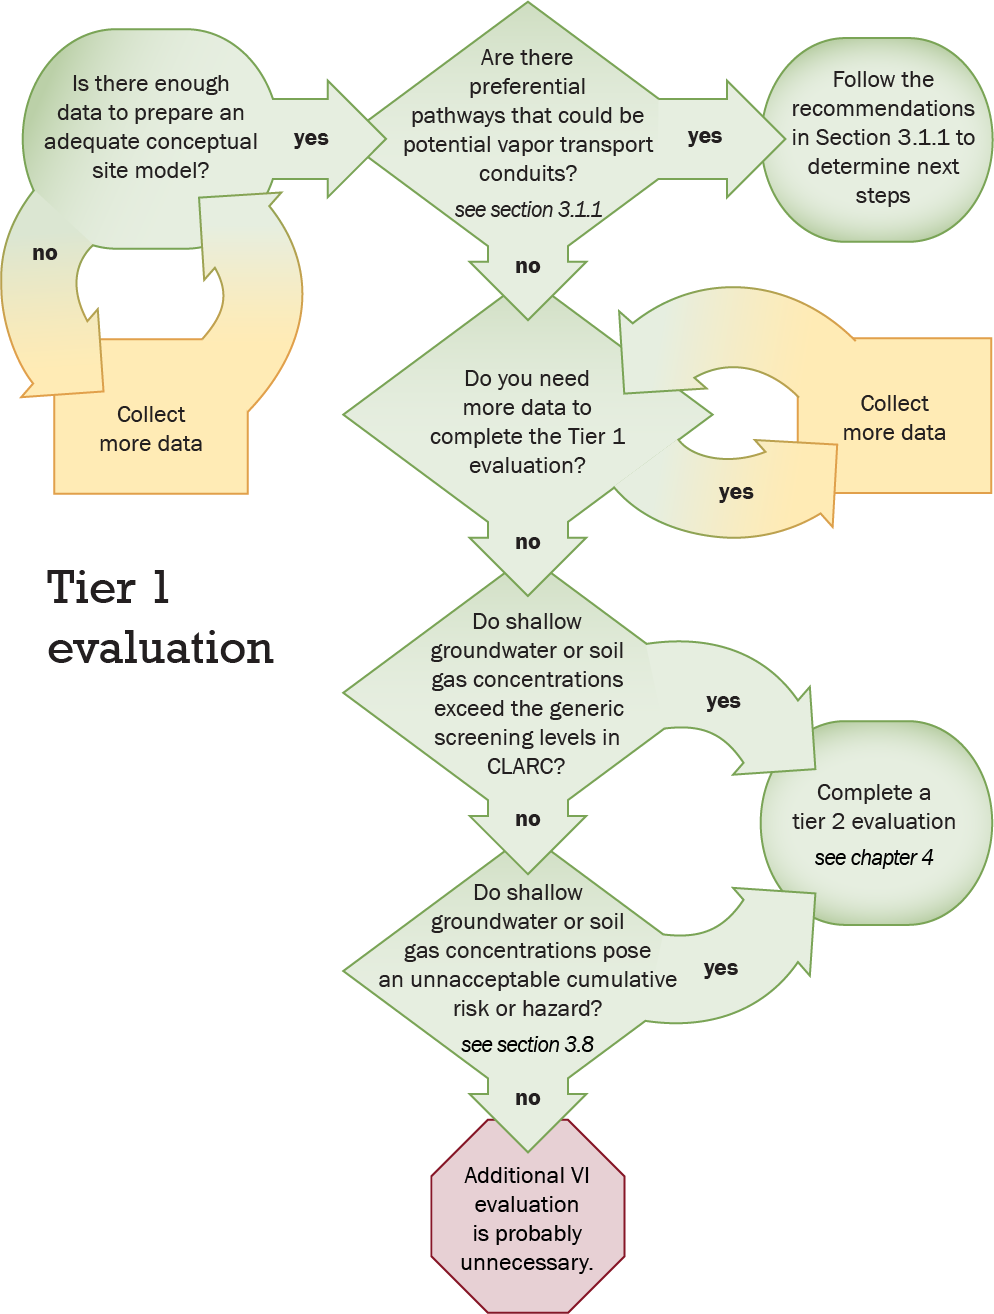 Is there enough
data to prepare an
adequate conceptual
site model?
yes
no
Collect
more data
Are there
preferential
pathways that could be
potential vapor transport
conduits?
see section 3.1.1
yes
Follow the
recommendations
in Section 3.1.1 to
determine next
steps
no
Do you need
more data to
complete the Tier 1
evaluation?
yes
Collect
more data
no
Tier 1
evaluation
Do shallow
groundwater or soil
gas concentrations
exceed the generic
screening levels in
CLARC?
yes
Complete a
tier 2 evaluation
see chapter 4
no
Do shallow
groundwater or soil
gas concentrations pose
an unnacceptable cumulative
risk or hazard?
see section 3.8
yes
no
Additional VI
evaluation
is probably
unnecessary.